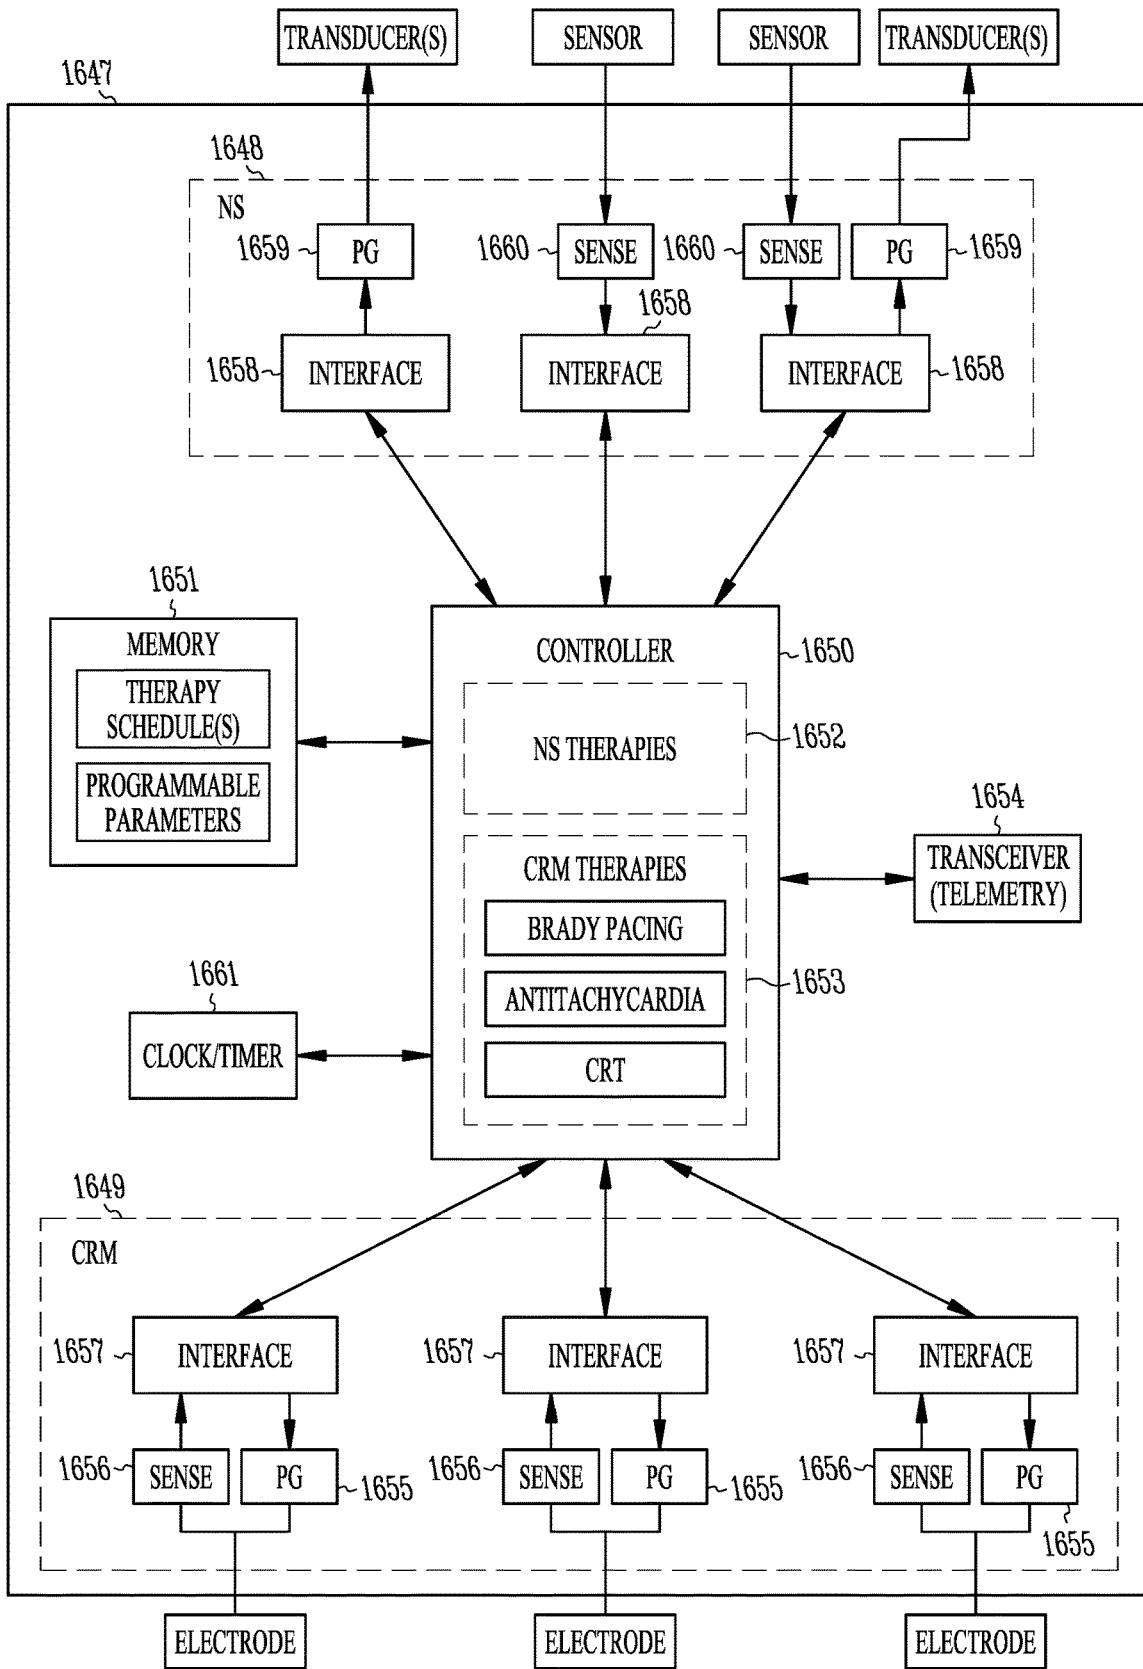 TRANSDUCER(S) SENSOR SENSOR TRANSDUCER(S)
1647
1648
NS
1659 PG 1660 SENSE 1660 SENSE PG 1659
1658
1658 INTERFACE INTERFACE INTERFACE 1658
1651
MEMORY
THERAPY
SCHEDULE(S)
PROGRAMMABLE
PARAMETERS
CONTROLLER 1650
NS THERAPIES 1652
1654
TRANSCEIVER
(TELEMETRY)
CRM THERAPIES
BRADY PACING
ANTITACHYCARDIA 1653
CRT
1661
CLOCK/TIMER
1649
CRM
1657 INTERFACE 1657 INTERFACE 1657 INTERFACE
1656 SENSE PG 1655 1656 SENSE PG 1655 1656 SENSE PG
1655
ELECTRODE ELECTRODE ELECTRODE